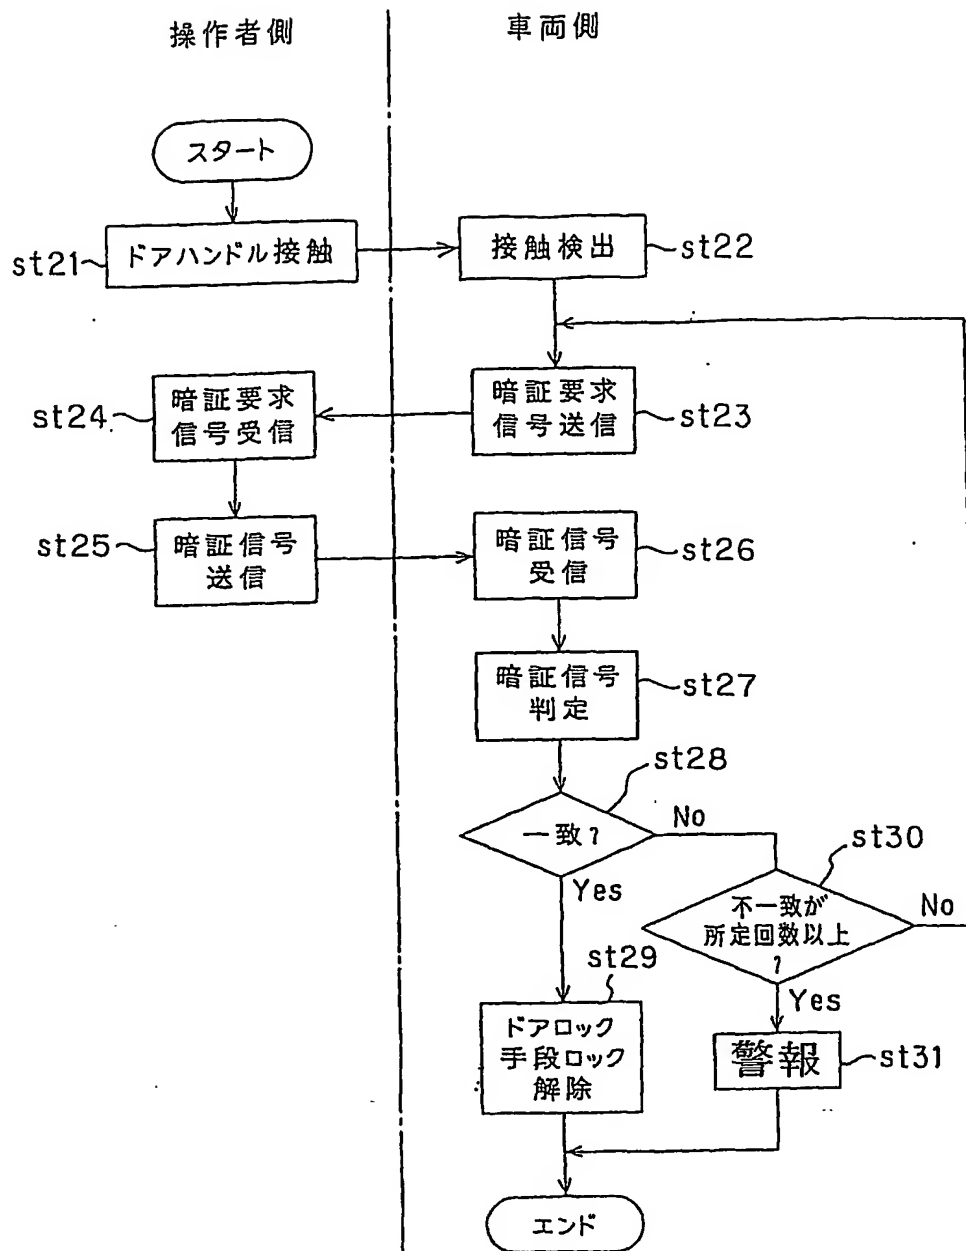 操作者側
車両側
スタート
st21
ドアハンドル接触
接触検出
st22
st24
暗証要求
信号受信
暗証要求
信号送信
st23
st25
暗証信号
送信
暗証信号
受信
st26
暗証信号
判定
st27
st28
一致?
No
Yes
st30
不一致が
所定回数以上
?
No
Yes
st29
ドアロック
手段ロック
解除
警報
st31
エンド